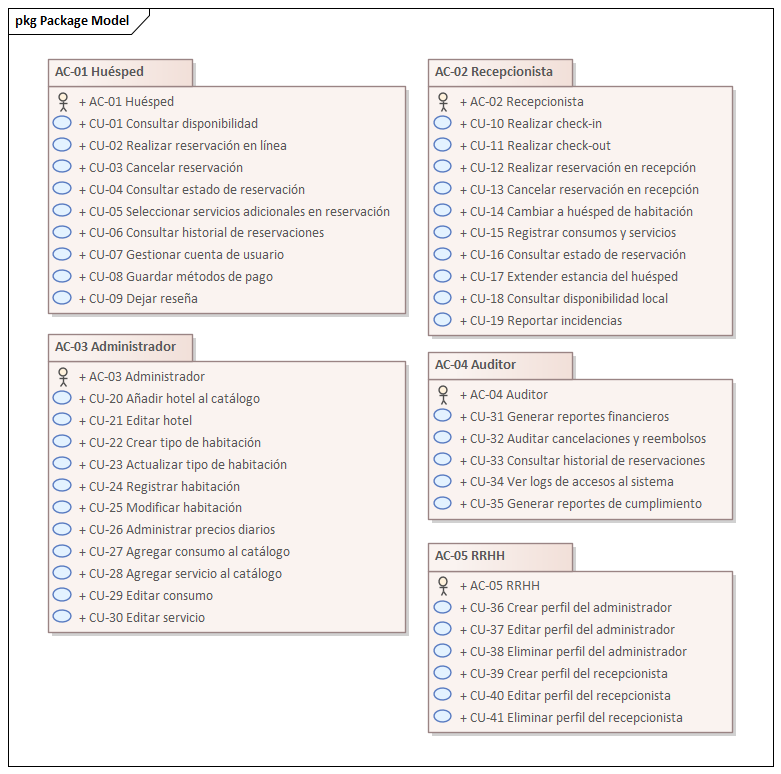 pkg Package Model
AC-01 Huésped
+ AC-01 Huésped
+ CU-01 Consultar disponibilidad
+ CU-02 Realizar reservación en línea
+ CU-03 Cancelar reservación
+ CU-04 Consultar estado de reservación
+ CU-05 Seleccionar servicios adicionales en reservación
+ CU-06 Consultar historial de reservaciones
+ CU-07 Gestionar cuenta de usuario
+ CU-08 Guardar métodos de pago
+ CU-09 Dejar reseña
AC-02 Recepcionista
+ AC-02 Recepcionista
+ CU-10 Realizar check-in
+ CU-11 Realizar check-out
+ CU-12 Realizar reservación en recepción
+ CU-13 Cancelar reservación en recepción
+ CU-14 Cambiar a huésped de habitación
+ CU-15 Registrar consumos y servicios
+ CU-16 Consultar estado de reservación
+ CU-17 Extender estancia del huésped
+ CU-18 Consultar disponibilidad local
+ CU-19 Reportar incidencias
AC-03 Administrador
+ AC-03 Administrador
+ CU-20 Añadir hotel al catálogo
+ CU-21 Editar hotel
+ CU-22 Crear tipo de habitación
+ CU-23 Actualizar tipo de habitación
+ CU-24 Registrar habitación
+ CU-25 Modificar habitación
+ CU-26 Administrar precios diarios
+ CU-27 Agregar consumo al catálogo
+ CU-28 Agregar servicio al catálogo
+ CU-29 Editar consumo
+ CU-30 Editar servicio
AC-04 Auditor
+ AC-04 Auditor
+ CU-31 Generar reportes financieros
+ CU-32 Auditar cancelaciones y reembolsos
+ CU-33 Consultar historial de reservaciones
+ CU-34 Ver logs de accesos al sistema
+ CU-35 Generar reportes de cumplimiento
AC-05 RRHH
+ AC-05 RRHH
+ CU-36 Crear perfil del administrador
+ CU-37 Editar perfil del administrador
+ CU-38 Eliminar perfil del administrador
+ CU-39 Crear perfil del recepcionista
+ CU-40 Editar perfil del recepcionista
+ CU-41 Eliminar perfil del recepcionista